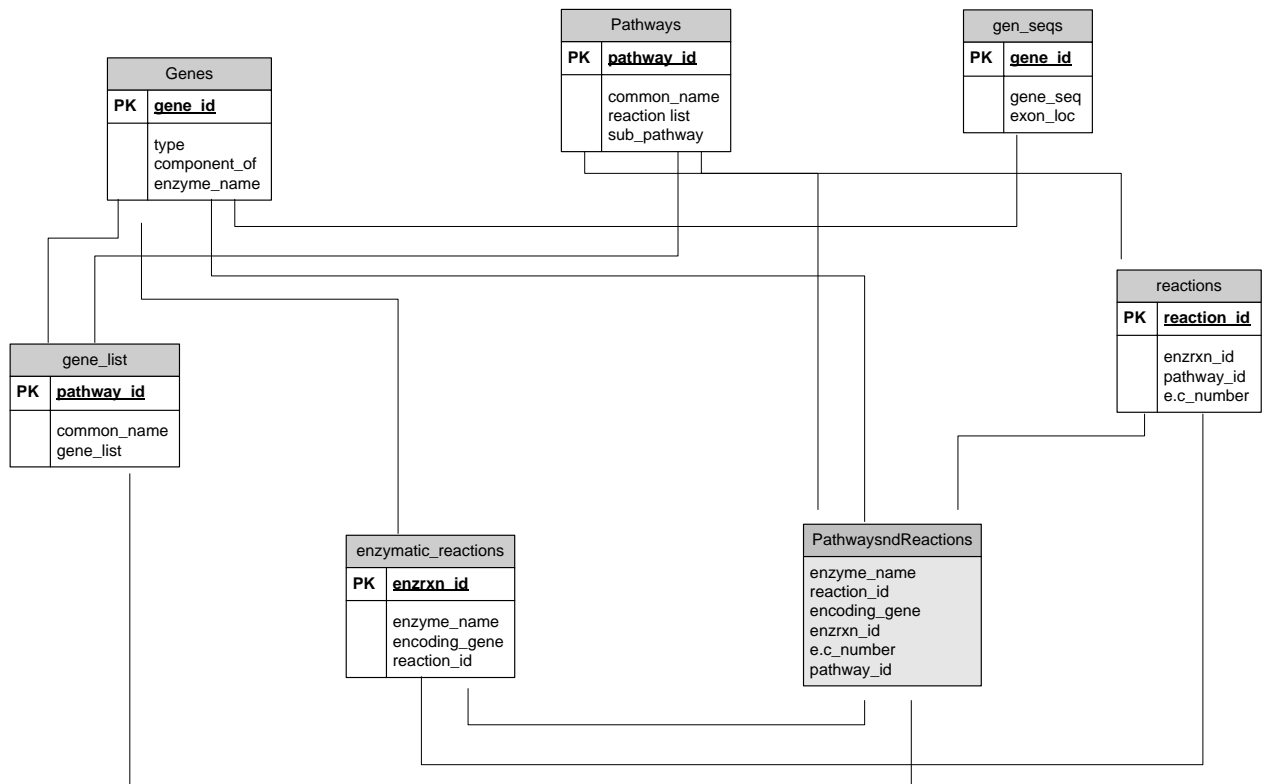 Genes
PK gene_id
type
component_of
enzyme_name
Pathways
PK pathway_id
common_name
reaction list
sub_pathway
gen_seqs
PK gene_id
gene_seq
exon_loc
reactions
PK reaction_id
enzrxn_id
pathway_id
e.c_number
gene_list
PK pathway_id
common_name
gene_list
enzymatic_reactions
PK enzrxn_id
enzyme_name
encoding_gene
reaction_id
PathwaysndReactions
enzyme_name
reaction_id
encoding_gene
enzrxn_id
e.c_number
pathway_id